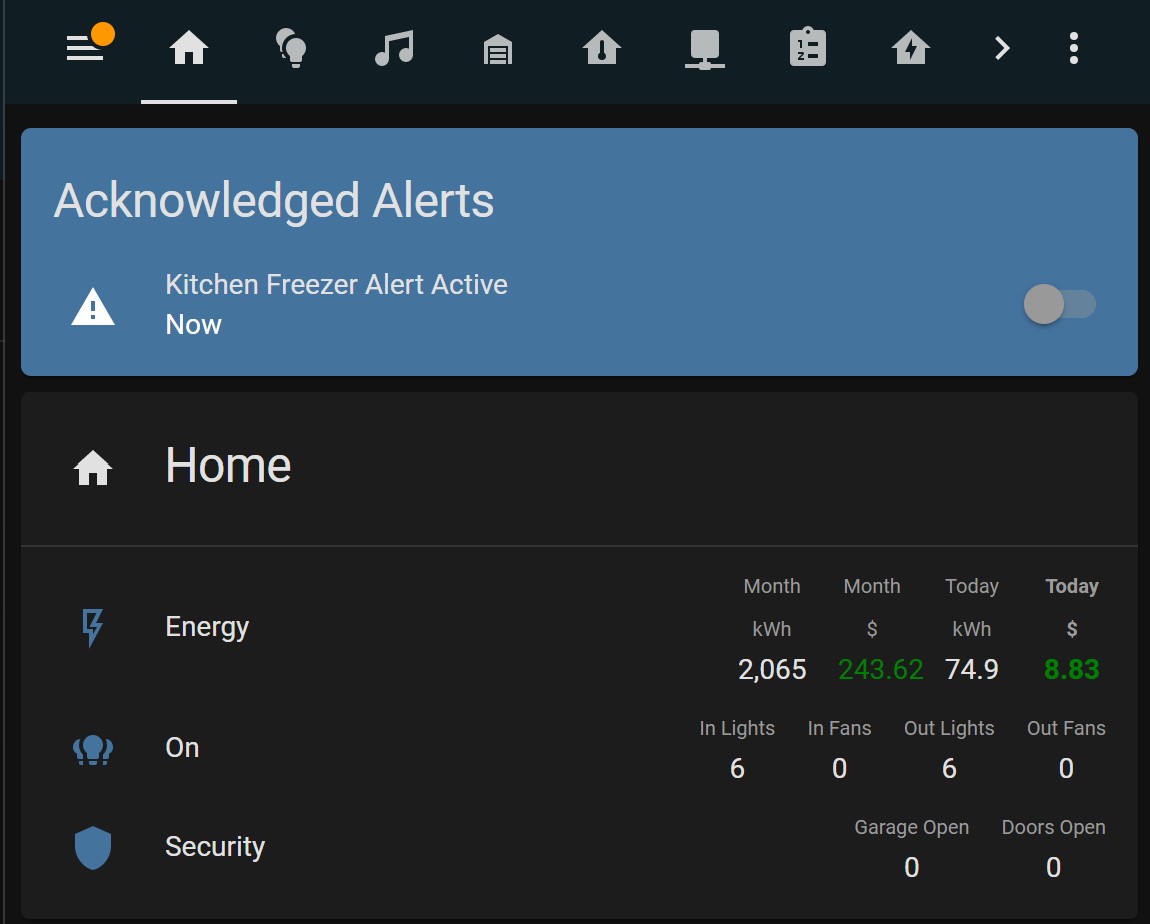 Acknowledged Alerts
Kitchen Freezer Alert Active
Now
Home
Month Month Today Today
kWh $ kWh $
Energy
2,065 243.62 74.9 8.83
In Lights In Fans Out Lights Out Fans
On
6 0 6 0
Garage Open Doors Open
Security
0 0